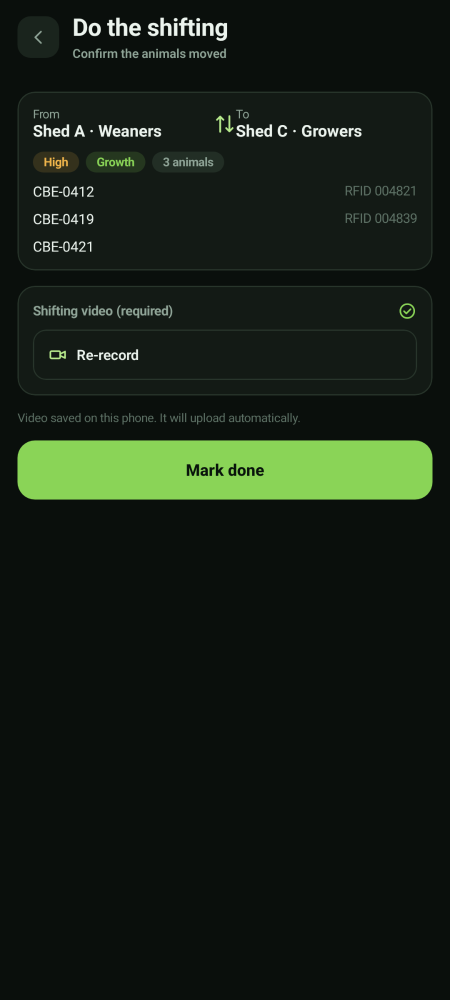 Do the shifting
Confirm the animals moved
From
To
Shed A · Weaners
Shed C · Growers
High
Growth
3 animals
CBE-0412
RFID 004821
CBE-0419
RFID 004839
CBE-0421
Shifting video (required)
Re-record
Video saved on this phone. It will upload automatically.
Mark done